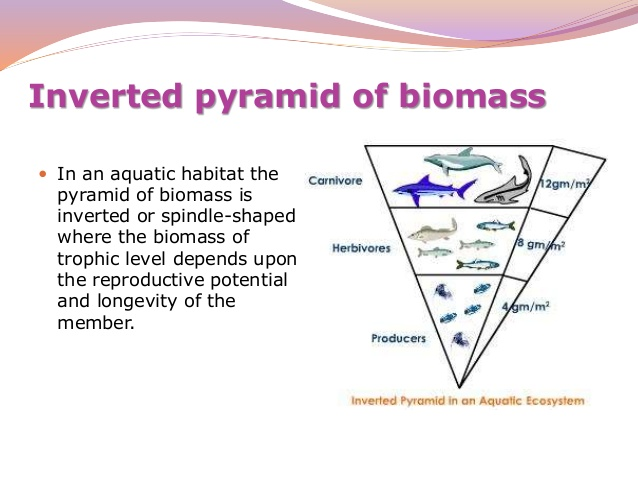 Inverted pyramid of biomass
• In an aquatic habitat the
pyramid of biomass is
inverted or spindle-shaped
where the biomass of
trophic level depends upon
the reproductive potential
and longevity of the
member.
Carnivore
12gm/m²
Herbivores
8 gm/m²
4 gm/m²
Producers
Inverted Pyramid in an Aquatic Ecosystem